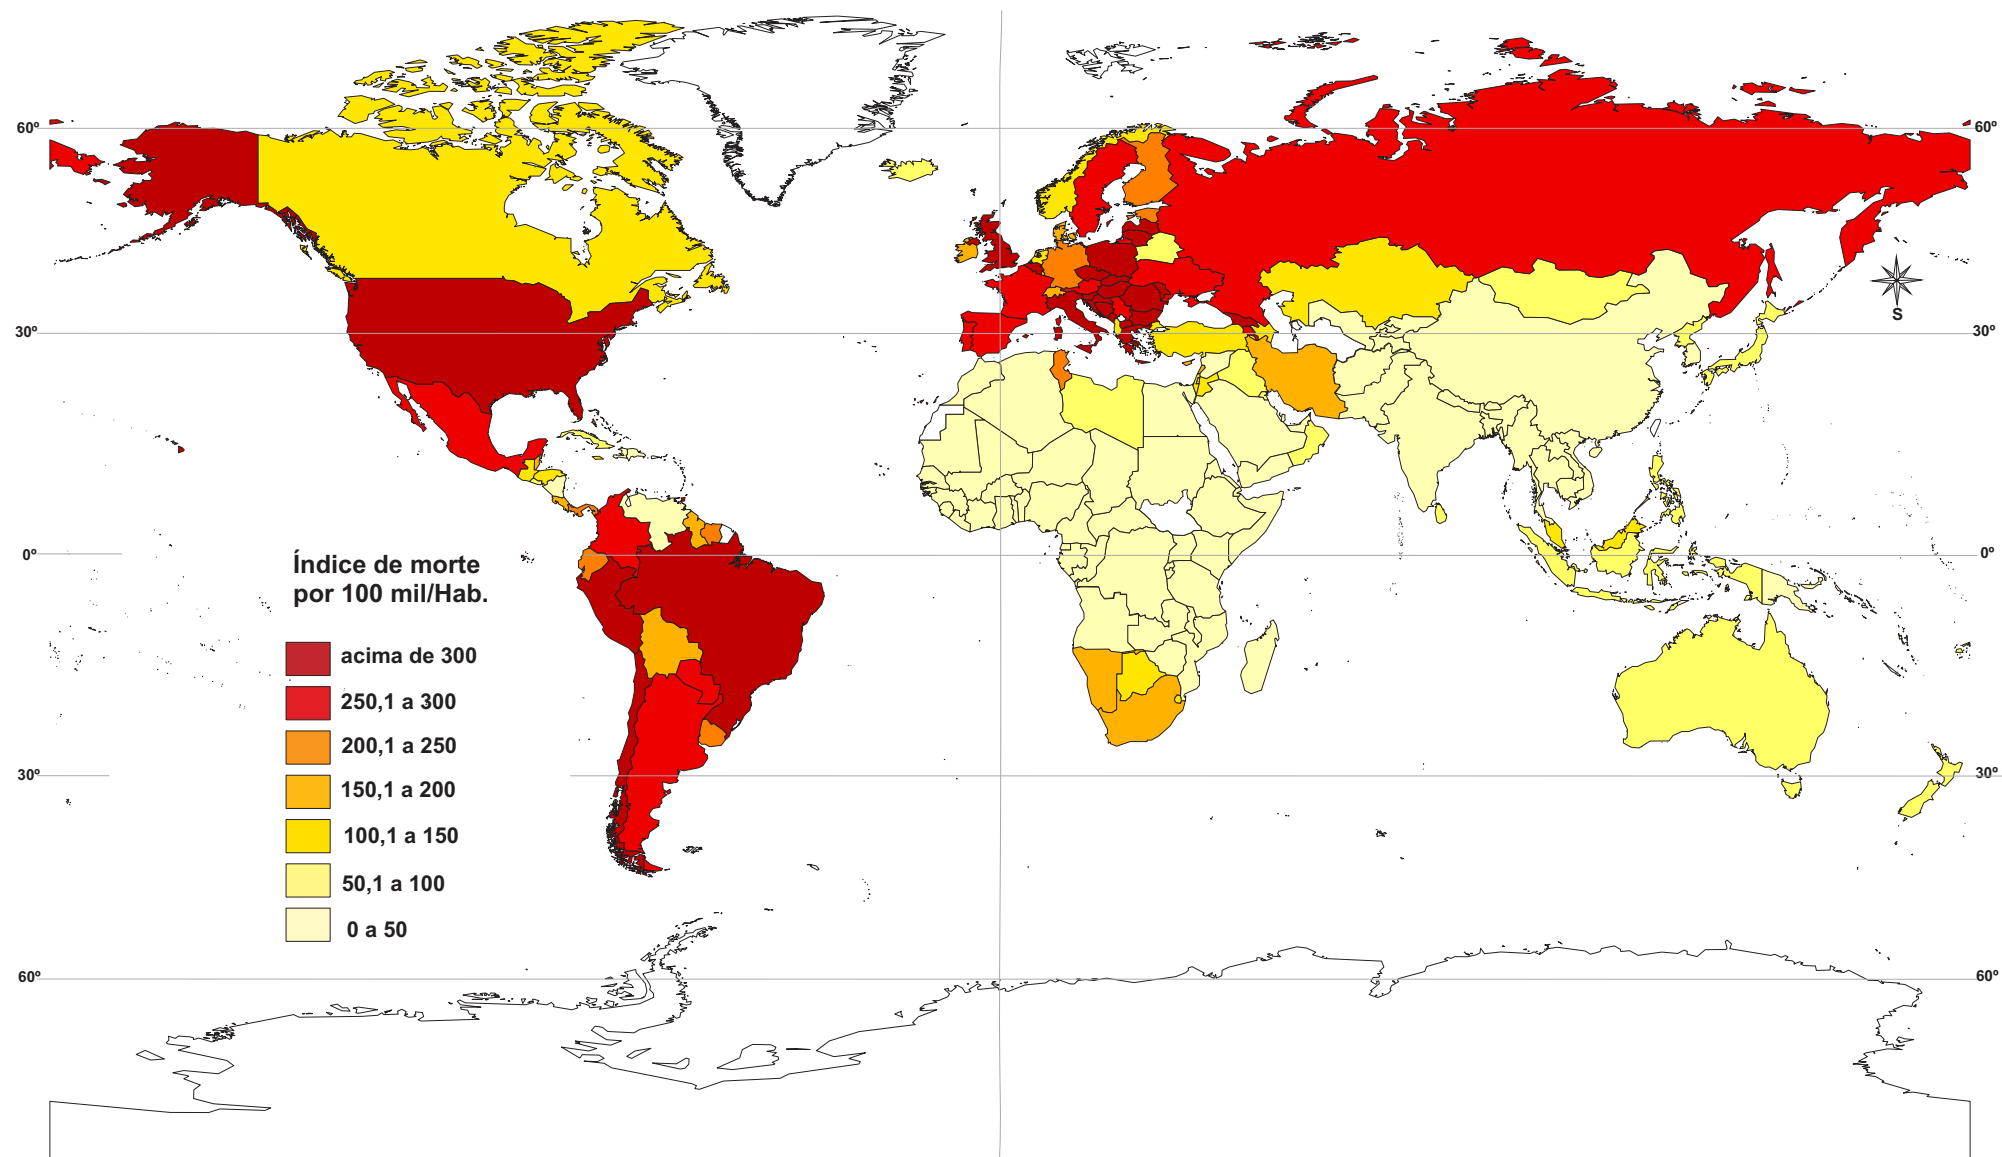 60º
60º
S
30º
30º
0º
0º
Índice de morte
por 100 mil/Hab.
acima de 300
250,1 a 300
200,1 a 250
150,1 a 200
100,1 a 150
50,1 a 100
0 a 50
30º
30º
60º
60º